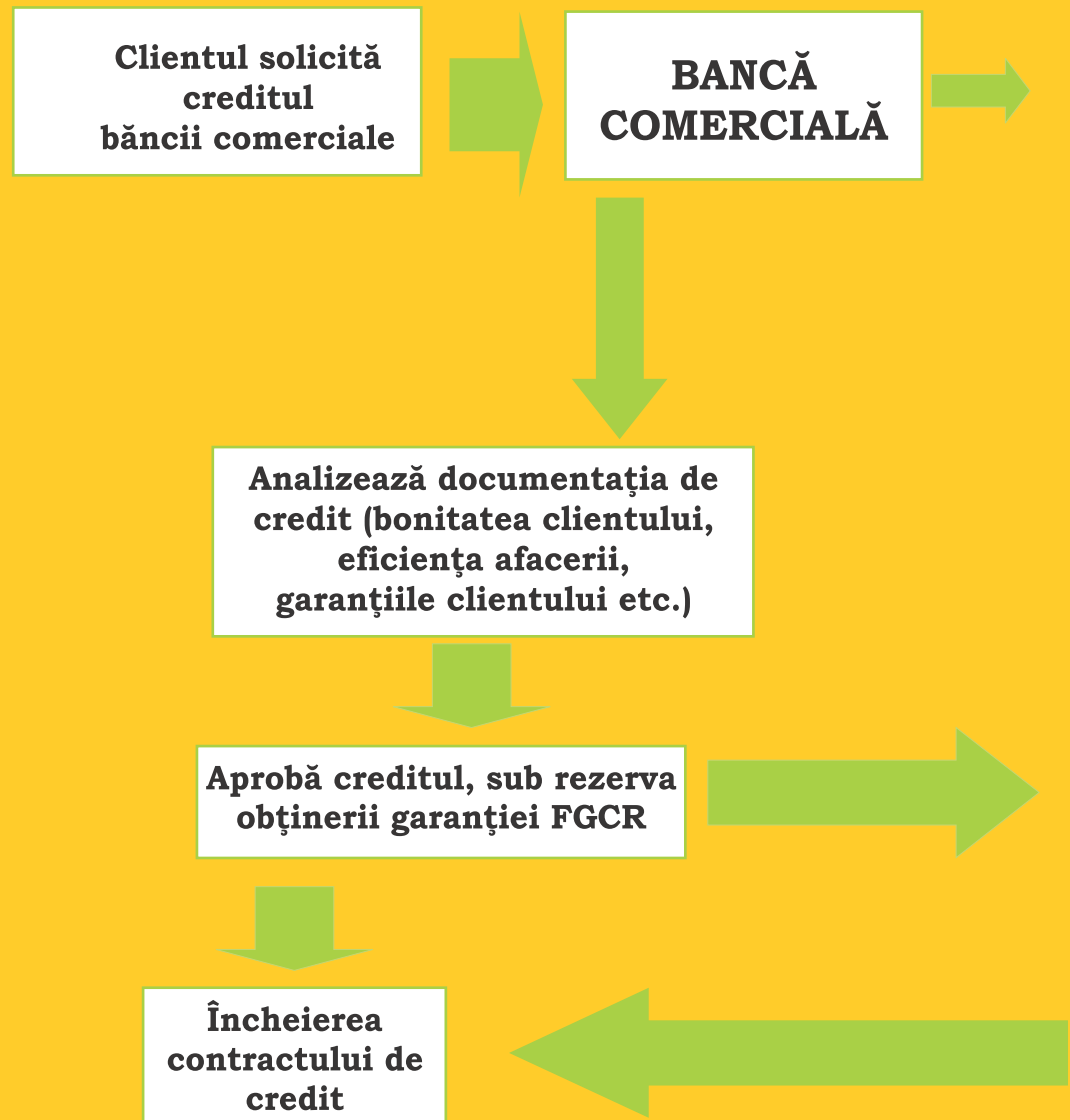 Clientul solicită
creditul
băncii comerciale
BANCĂ
COMERCIALĂ
Analizează documentația de
credit (bonitatea clientului,
eficiența afacerii,
garanțiile clientului etc.)
Aprobă creditul, sub rezerva
obținerii garanției FGCR
Încheierea
contractului de
credit